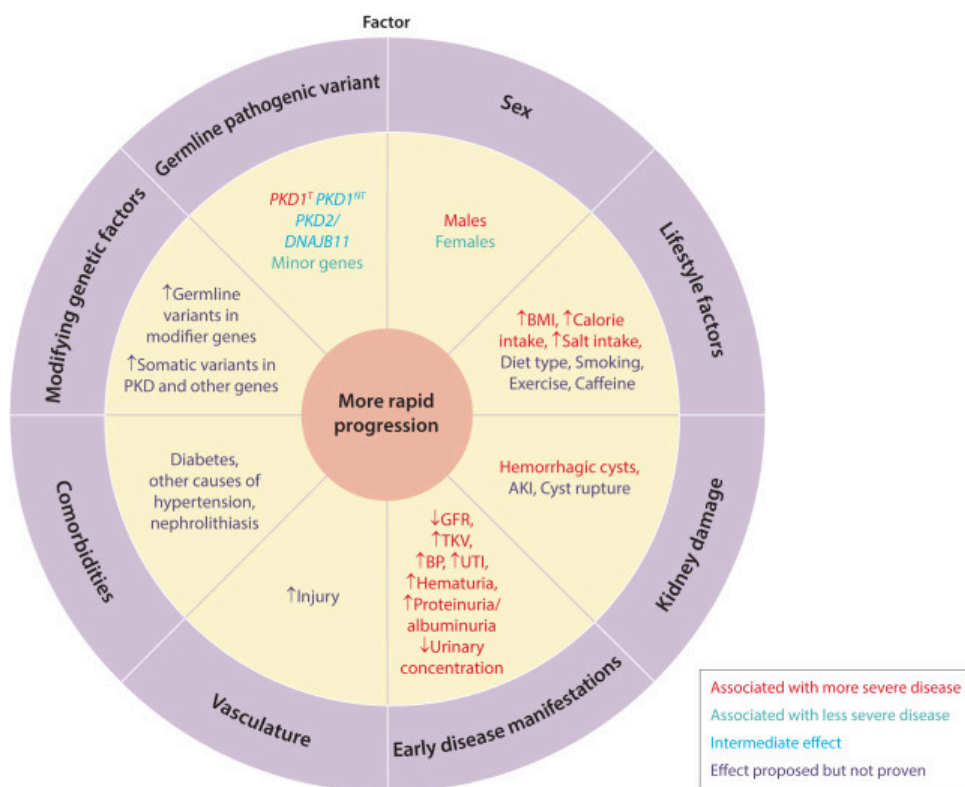 Factor
Germline pathogenic variant
Sex
Lifestyle factors
Kidney damage
Early disease manifestations
Vasculature
Comorbidities
Modifying genetic factors
PKD1ᵀ PKD1ᴺᵀ
PKD2/
DNAJB11
Minor genes
Males
Females
↑BMI, ↑Calorie
intake, ↑Salt intake,
Diet type, Smoking,
Exercise, Caffeine
Hemorrhagic cysts,
AKI, Cyst rupture
↓GFR,
↑TKV,
↑BP, ↑UTI,
↑Hematuria,
↑Proteinuria/
albuminuria
↓Urinary
concentration
↑Injury
Diabetes,
other causes of
hypertension,
nephrolithiasis
↑Germline
variants in
modifier genes
↑Somatic variants in
PKD and other genes
More rapid
progression
Associated with more severe disease
Associated with less severe disease
Intermediate effect
Effect proposed but not proven